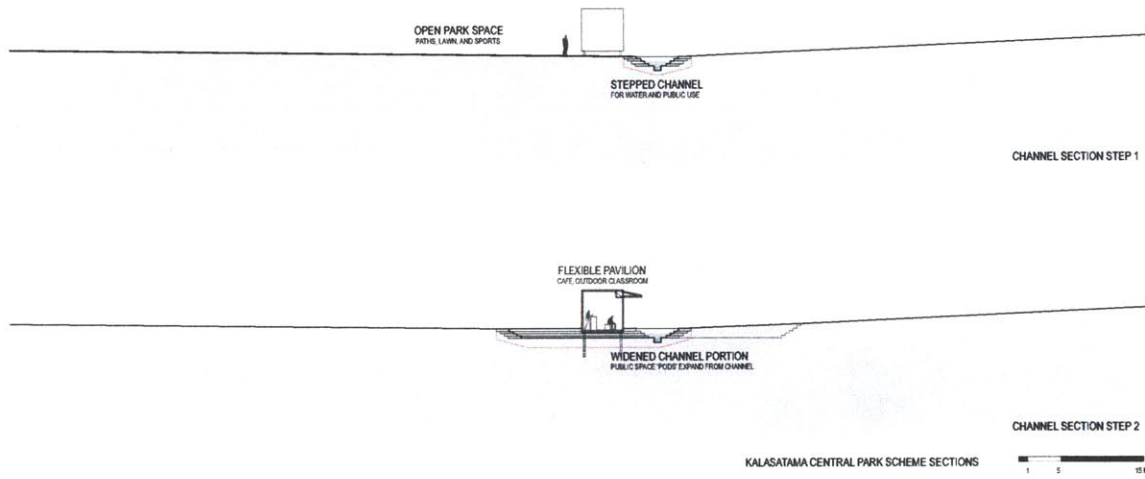 OPEN PARK SPACE
PATHS, LAWN, AND SPORTS
STEPPED CHANNEL
FOR WATER AND PUBLIC USE
CHANNEL SECTION STEP 1
FLEXIBLE PAVILION
CAFE, OUTDOOR CLASSROOM
WIDENED CHANNEL PORTION
PUBLIC SPACE 'PODS' EXPAND FROM CHANNEL
CHANNEL SECTION STEP 2
KALASATAMA CENTRAL PARK SCHEME SECTIONS
1 5 15